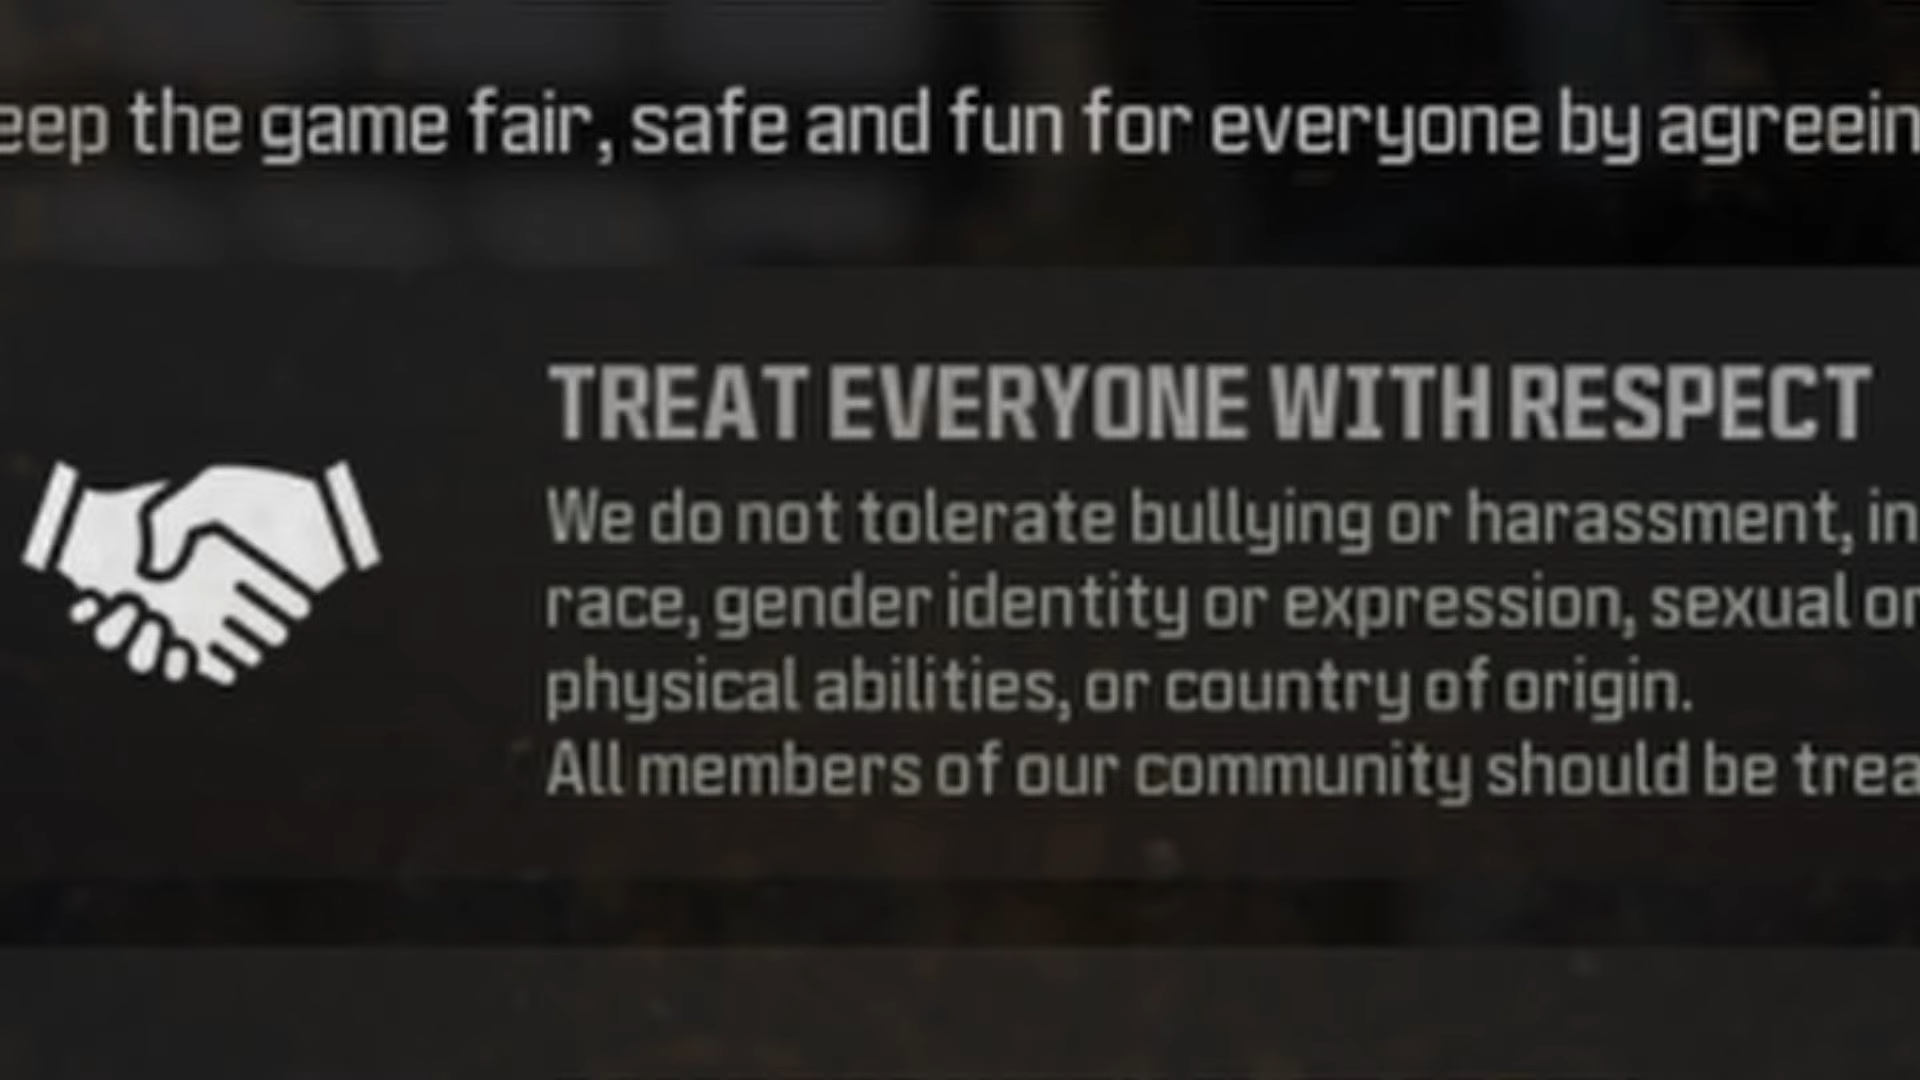 eep the game fair, safe and fun for everyone by agreein
TREAT EVERYONE WITH RESPECT
We do not tolerate bullying or harassment, in
race, gender identity or expression, sexual or
physical abilities, or country of origin.
All members of our community should be trea